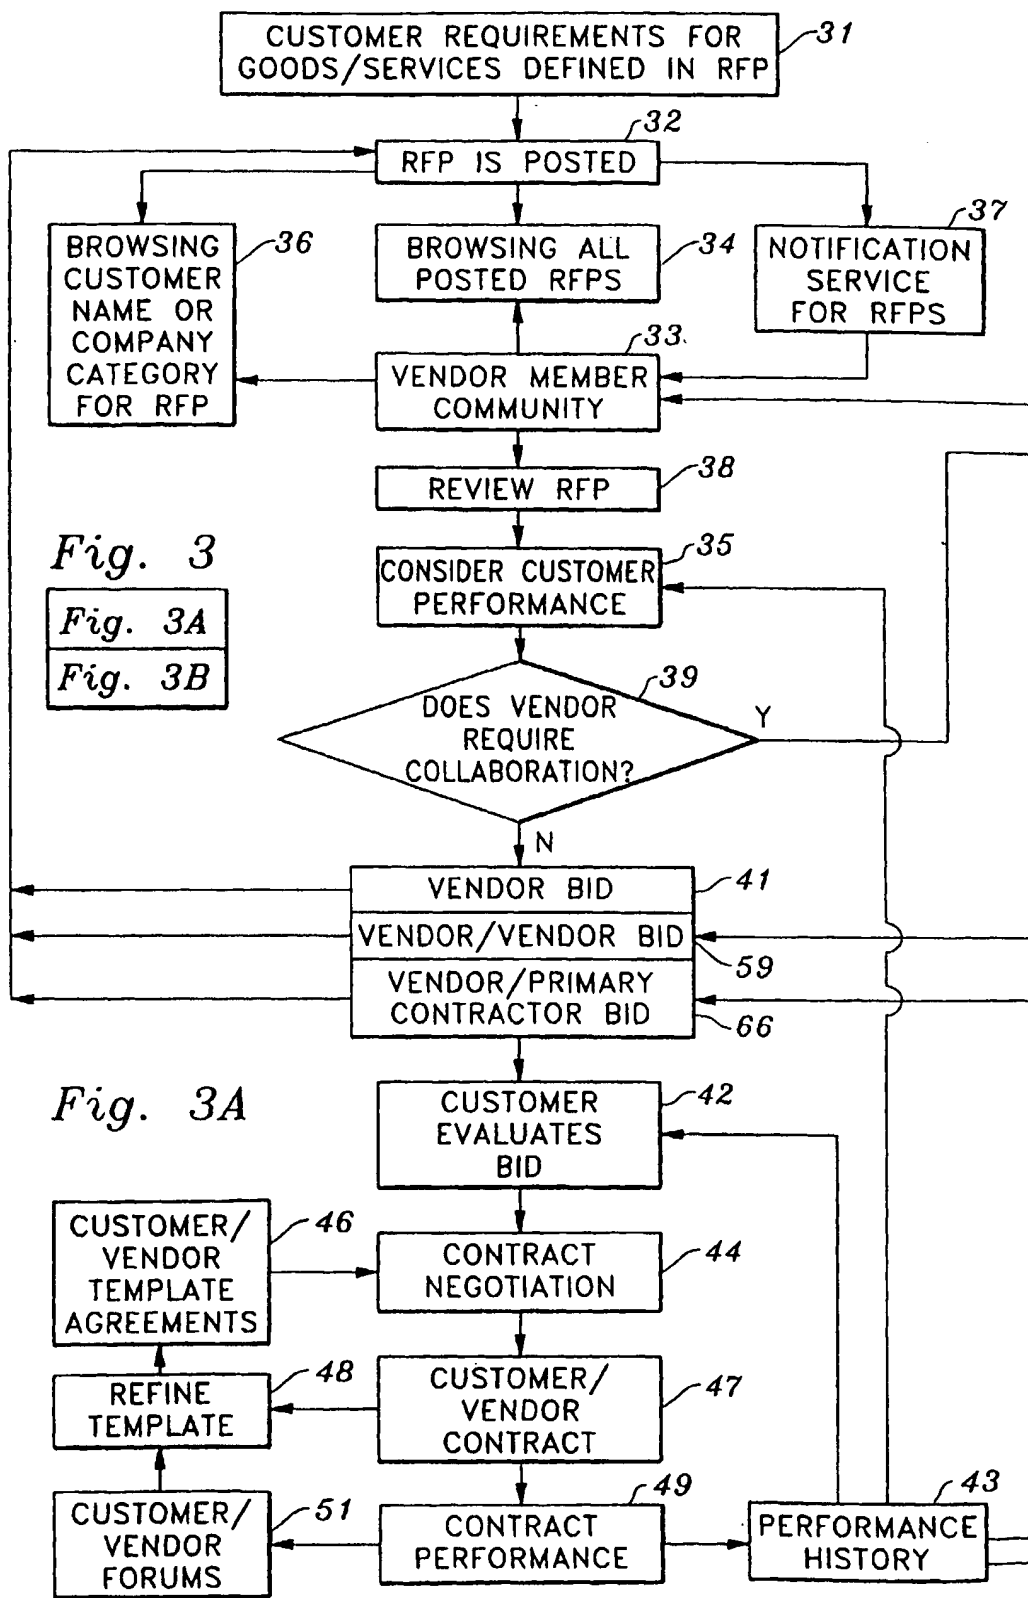 CUSTOMER REQUIREMENTS FOR
GOODS/SERVICES DEFINED IN RFP
31
32
RFP IS POSTED
BROWSING
CUSTOMER
NAME OR
COMPANY
CATEGORY
FOR RFP
36
BROWSING ALL
POSTED RFPS
34
37
NOTIFICATION
SERVICE
FOR RFPS
33
VENDOR MEMBER
COMMUNITY
REVIEW RFP
38
Fig. 3
Fig. 3A
Fig. 3B
35
CONSIDER CUSTOMER
PERFORMANCE
39
DOES VENDOR
REQUIRE
COLLABORATION?
Y
N
VENDOR BID
41
VENDOR/VENDOR BID
59
VENDOR/PRIMARY
CONTRACTOR BID
66
Fig. 3A
CUSTOMER
EVALUATES
BID
42
CUSTOMER/
VENDOR
TEMPLATE
AGREEMENTS
46
CONTRACT
NEGOTIATION
44
REFINE
TEMPLATE
48
CUSTOMER/
VENDOR
CONTRACT
47
CUSTOMER/
VENDOR
FORUMS
51
49
CONTRACT
PERFORMANCE
43
PERFORMANCE
HISTORY